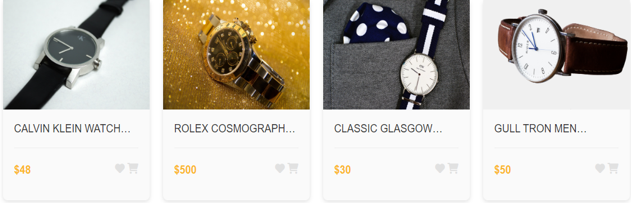 CALVIN KLEIN WATCH...
ROLEX COSMOGRAPH...
CLASSIC GLASGOW...
GULL TRON MEN...
$48
$500
$30
$50